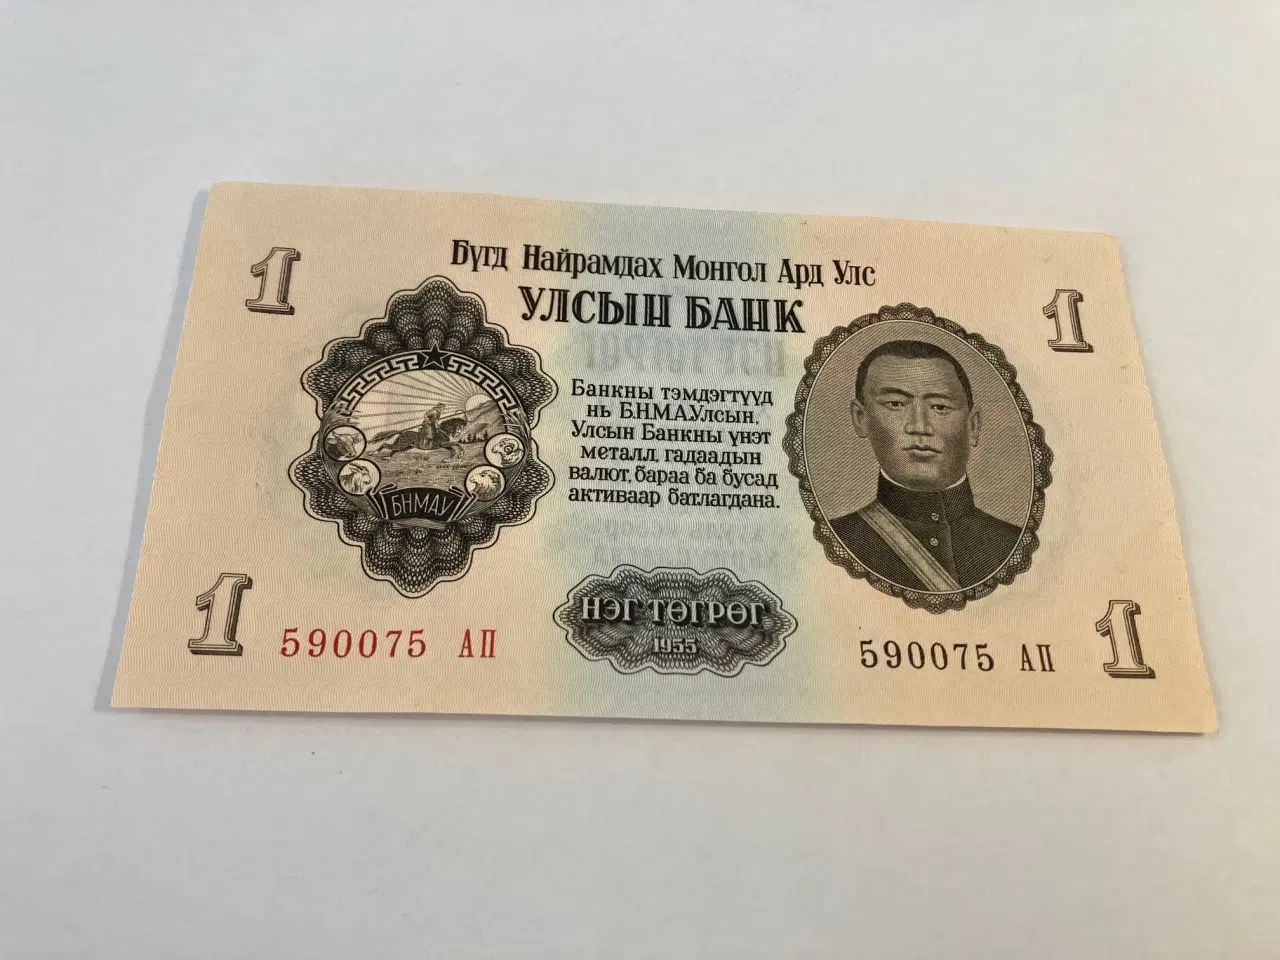 1
Бүгд Найрамдах Монгол Ард Улс
1
УЛСЫН БАНК
Банкны тэмдэгтүүд
нь Б.Н.М.А.Улсын,
Улсын Банкны үнэт
металл, гадаадын
валют, бараа ба бусад
активаар батлагдана.
БНМАУ
1
590075 АП
НЭГ ТӨГРӨГ
1955
590075 АП
1